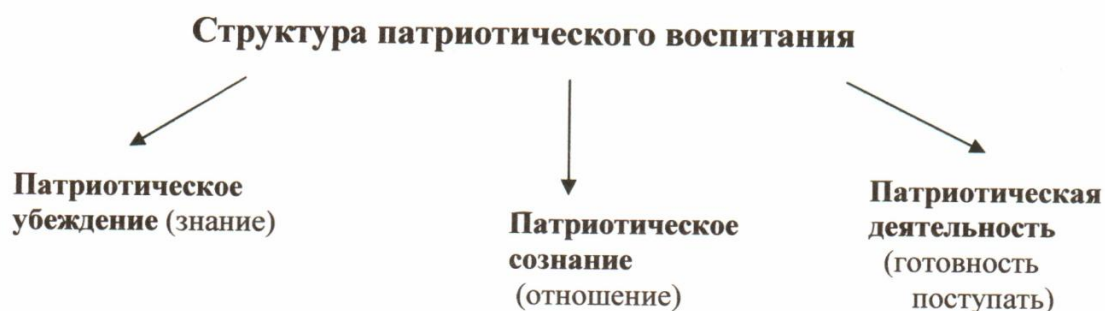 Структура патриотического воспитания
Патриотическое
убеждение (знание)
Патриотическое
сознание
(отношение)
Патриотическая
деятельность
(готовность
поступать)